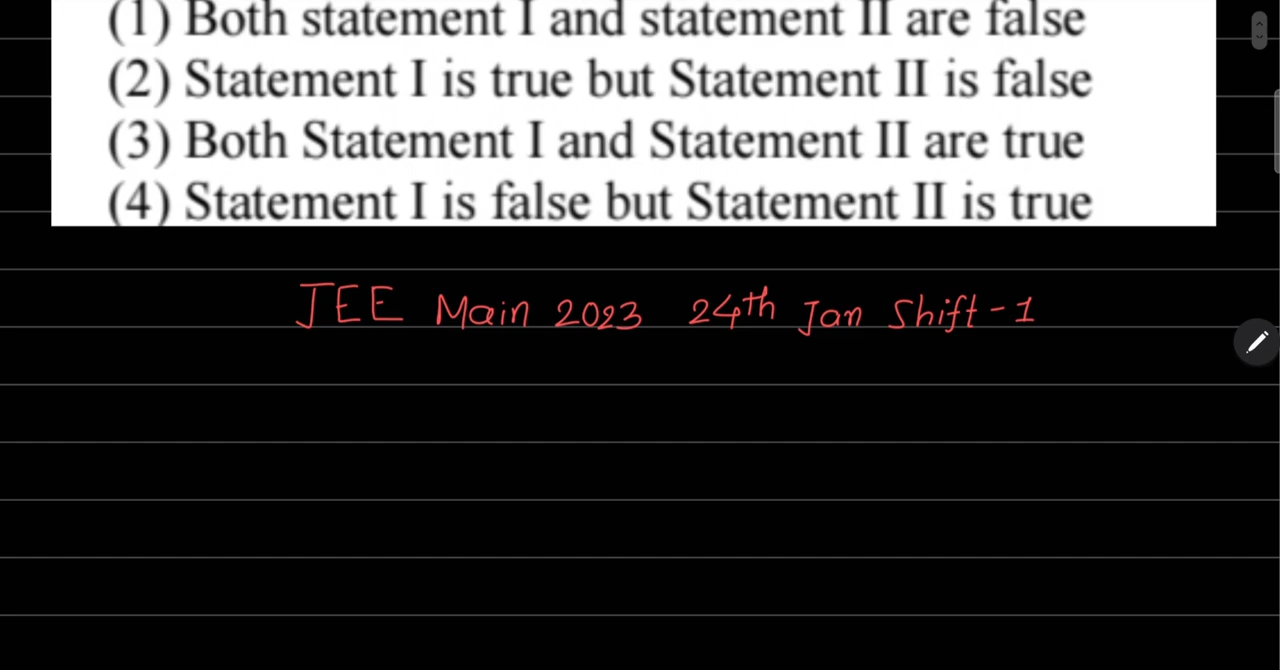 (1) Both statement I and statement II are false
(2) Statement I is true but Statement II is false
(3) Both Statement I and Statement II are true
(4) Statement I is false but Statement II is true
JEE Main 2023 24th Jan Shift-1